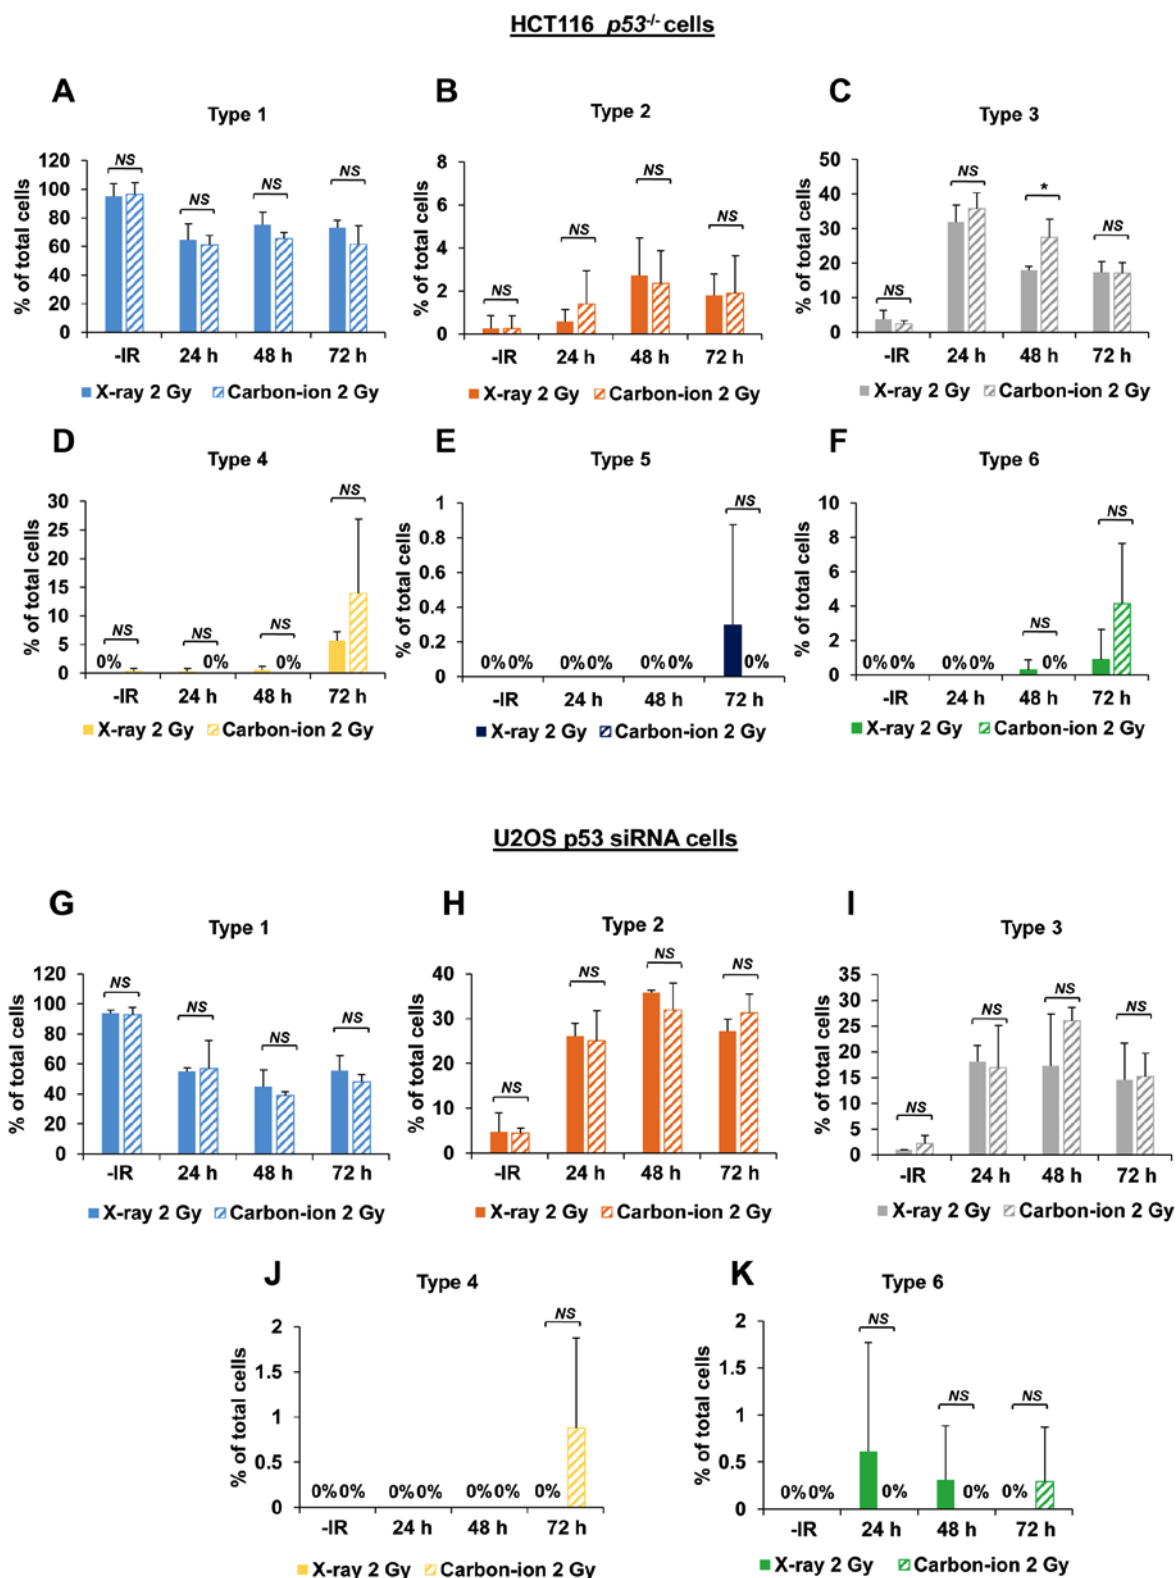 HCT116 p53-/- cells
A
Type 1
% of total cells
120
100
80
60
40
20
0
NS
NS
NS
NS
-IR 24 h 48 h 72 h
X-ray 2 Gy Carbon-ion 2 Gy
B
Type 2
% of total cells
8
6
4
2
0
NS
NS
NS
NS
-IR 24 h 48 h 72 h
X-ray 2 Gy Carbon-ion 2 Gy
C
Type 3
% of total cells
50
40
30
20
10
0
NS
NS
*
NS
-IR 24 h 48 h 72 h
X-ray 2 Gy Carbon-ion 2 Gy
D
Type 4
% of total cells
30
25
20
15
10
5
0
NS
NS
NS
NS
0% 0% 0%
-IR 24 h 48 h 72 h
X-ray 2 Gy Carbon-ion 2 Gy
E
Type 5
% of total cells
1
0.8
0.6
0.4
0.2
0
NS
0%0% 0%0% 0%0% 0%
-IR 24 h 48 h 72 h
X-ray 2 Gy Carbon-ion 2 Gy
F
Type 6
% of total cells
10
8
6
4
2
0
NS
NS
0%0% 0%0% 0%
-IR 24 h 48 h 72 h
X-ray 2 Gy Carbon-ion 2 Gy
U2OS p53 siRNA cells
G
Type 1
% of total cells
120
100
80
60
40
20
0
NS
NS
NS
NS
-IR 24 h 48 h 72 h
X-ray 2 Gy Carbon-ion 2 Gy
H
Type 2
% of total cells
40
30
20
10
0
NS
NS
NS
NS
-IR 24 h 48 h 72 h
X-ray 2 Gy Carbon-ion 2 Gy
I
Type 3
% of total cells
35
30
25
20
15
10
5
0
NS
NS
NS
NS
-IR 24 h 48 h 72 h
X-ray 2 Gy Carbon-ion 2 Gy
J
Type 4
% of total cells
2
1.5
1
0.5
0
NS
0%0% 0%0% 0%0% 0%
-IR 24 h 48 h 72 h
X-ray 2 Gy Carbon-ion 2 Gy
K
Type 6
% of total cells
2
1.5
1
0.5
0
NS
NS
NS
0%0% 0% 0% 0%
-IR 24 h 48 h 72 h
X-ray 2 Gy Carbon-ion 2 Gy